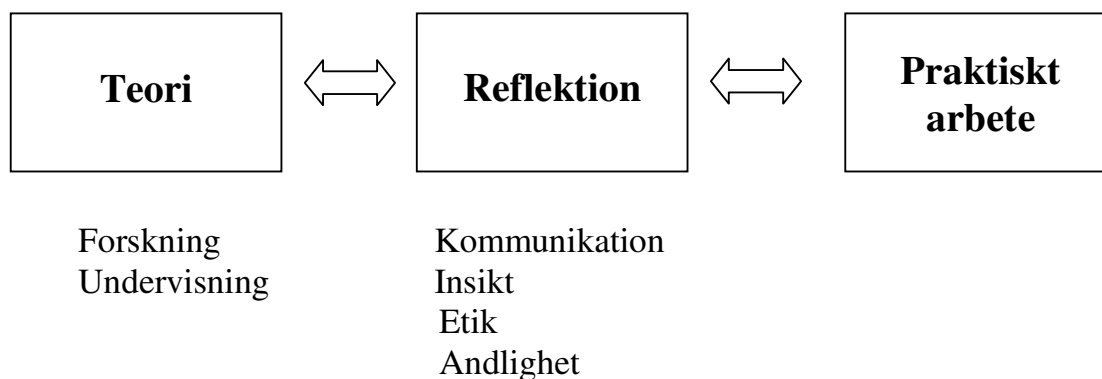 Teori
Reflektion
Praktiskt
arbete
Forskning
Undervisning
Kommunikation
Insikt
Etik
Andlighet